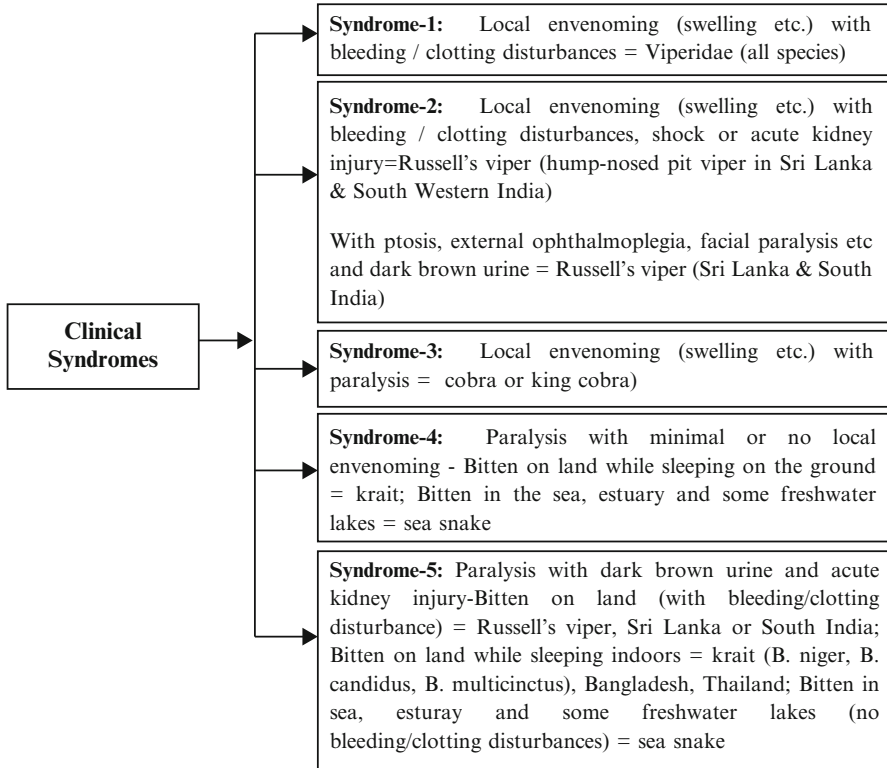 Syndrome-1: Local envenoming (swelling etc.) with
bleeding / clotting disturbances = Viperidae (all species)
Syndrome-2: Local envenoming (swelling etc.) with
bleeding / clotting disturbances, shock or acute kidney
injury=Russell's viper (hump-nosed pit viper in Sri Lanka
& South Western India)
With ptosis, external ophthalmoplegia, facial paralysis etc
and dark brown urine = Russell's viper (Sri Lanka & South
India)
Clinical
Syndromes
Syndrome-3: Local envenoming (swelling etc.) with
paralysis = cobra or king cobra)
Syndrome-4: Paralysis with minimal or no local
envenoming - Bitten on land while sleeping on the ground
= krait; Bitten in the sea, estuary and some freshwater
lakes = sea snake
Syndrome-5: Paralysis with dark brown urine and acute
kidney injury-Bitten on land (with bleeding/clotting
disturbance) = Russell's viper, Sri Lanka or South India;
Bitten on land while sleeping indoors = krait (B. niger, B.
candidus, B. multicinctus), Bangladesh, Thailand; Bitten in
sea, esturay and some freshwater lakes (no
bleeding/clotting disturbances) = sea snake